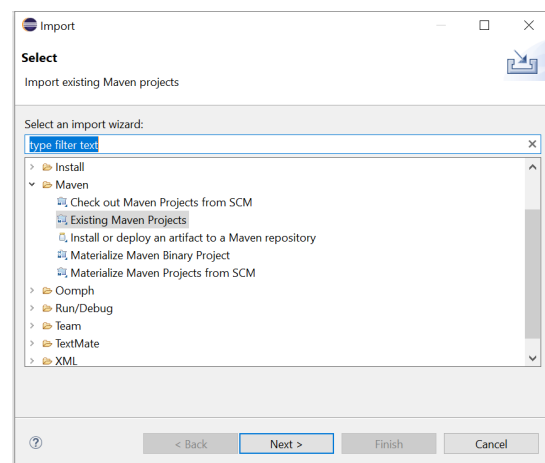 Import
Select
Import existing Maven projects
Select an import wizard:
type filter text
Install
Maven
Check out Maven Projects from SCM
Existing Maven Projects
Install or deploy an artifact to a Maven repository
Materialize Maven Binary Project
Materialize Maven Projects from SCM
Oomph
Run/Debug
Team
TextMate
XML
< Back Next > Finish Cancel